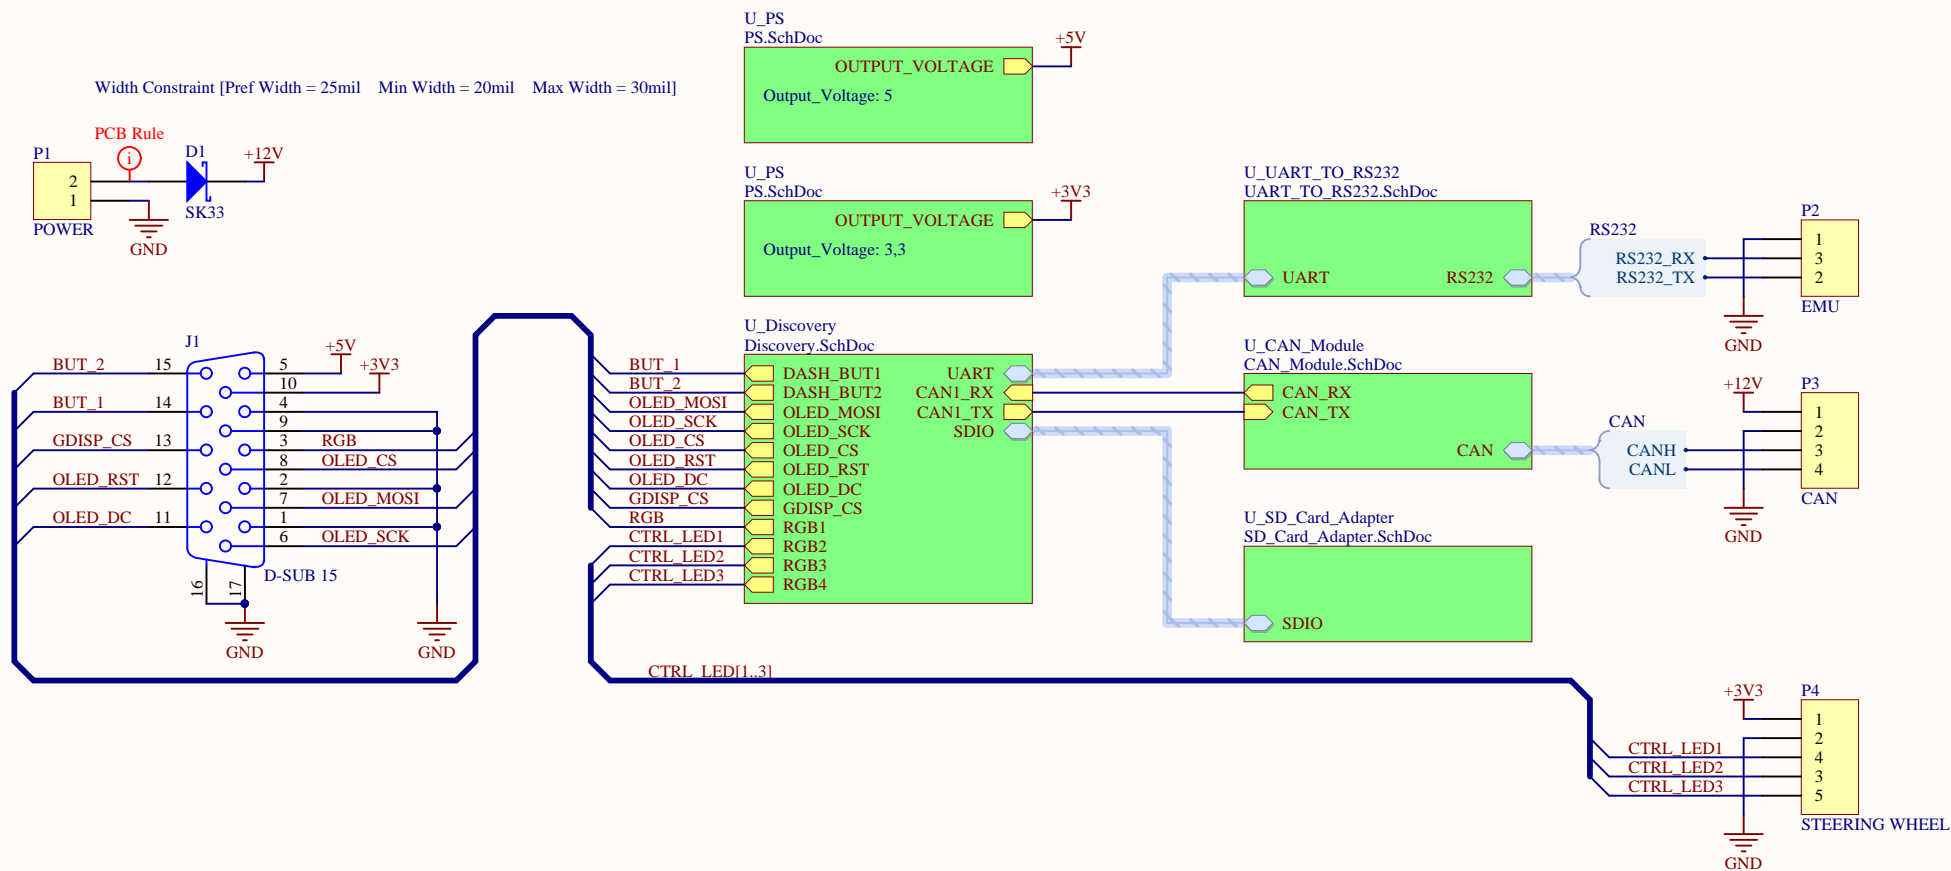 U_PS
PS.SchDoc
OUTPUT_VOLTAGE
Output_Voltage: 5
+5V
Width Constraint [Pref Width = 25mil    Min Width = 20mil    Max Width = 30mil]
PCB Rule
i
P1
2
1
POWER
D1
SK33
+12V
GND
U_PS
PS.SchDoc
OUTPUT_VOLTAGE
Output_Voltage: 3,3
+3V3
U_UART_TO_RS232
UART_TO_RS232.SchDoc
UART
RS232
RS232
RS232_RX
RS232_TX
P2
1
3
2
EMU
GND
J1
BUT_2
15
BUT_1
14
GDISP_CS
13
OLED_RST
12
OLED_DC
11
5
+5V
10
+3V3
4
9
3
RGB
8
OLED_CS
2
7
OLED_MOSI
1
6
OLED_SCK
D-SUB 15
16
17
GND
GND
U_Discovery
Discovery.SchDoc
BUT_1
BUT_2
OLED_MOSI
OLED_SCK
OLED_CS
OLED_RST
OLED_DC
GDISP_CS
RGB
CTRL_LED1
CTRL_LED2
CTRL_LED3
DASH_BUT1
DASH_BUT2
OLED_MOSI
OLED_SCK
OLED_CS
OLED_RST
OLED_DC
GDISP_CS
RGB1
RGB2
RGB3
RGB4
UART
CAN1_RX
CAN1_TX
SDIO
U_CAN_Module
CAN_Module.SchDoc
CAN_RX
CAN_TX
CAN
CAN
CANH
CANL
+12V
P3
1
2
3
4
CAN
GND
U_SD_Card_Adapter
SD_Card_Adapter.SchDoc
SDIO
CTRL_LED[1..3]
+3V3
P4
1
2
4
3
5
CTRL_LED1
CTRL_LED2
CTRL_LED3
STEERING WHEEL
GND